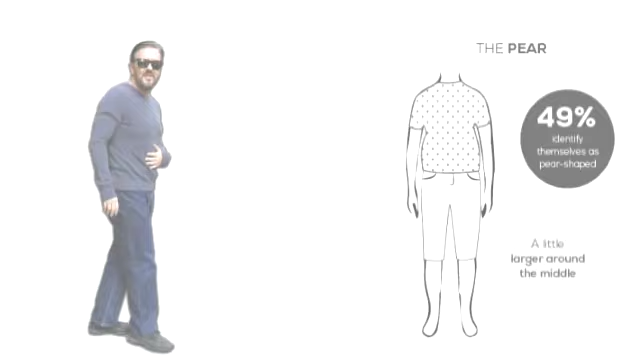 THE PEAR
49%
identify
themselves as
pear-shaped
A little
larger around
the middle